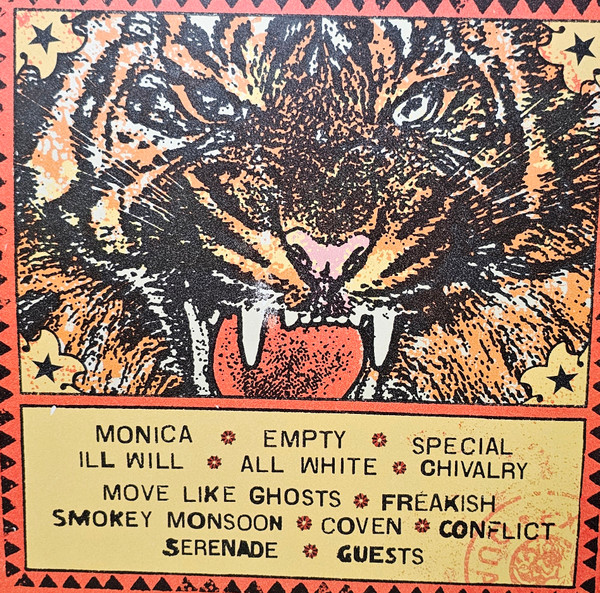 MONICA EMPTY SPECIAL
ILL WILL ALL WHITE CHIVALRY
MOVE LIKE GHOSTS FREAKISH
SMOKEY MONSOON COVEN CONFLICT
SERENADE GUESTS